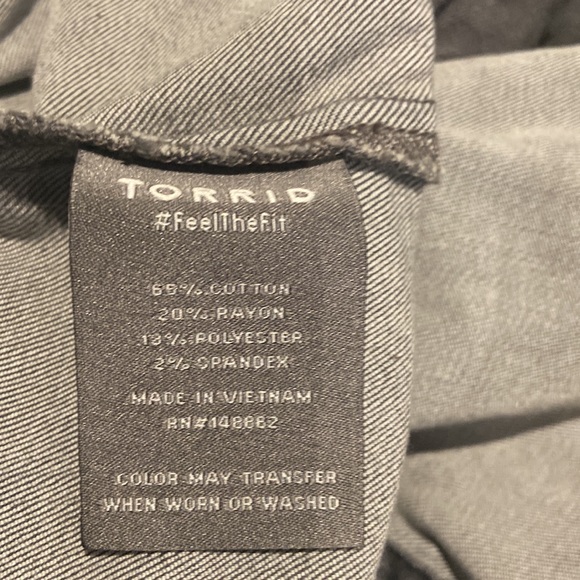 TORRID
#FeelTheFit
65% COTTON
20% RAYON
13% POLYESTER
2% SPANDEX
MADE IN VIETNAM
RN#148862
COLOR MAY TRANSFER
WHEN WORN OR WASHED